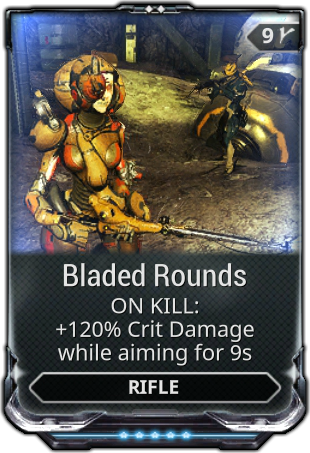 9
Bladed Rounds
ON KILL:
+120% Crit Damage
while aiming for 9s
RIFLE